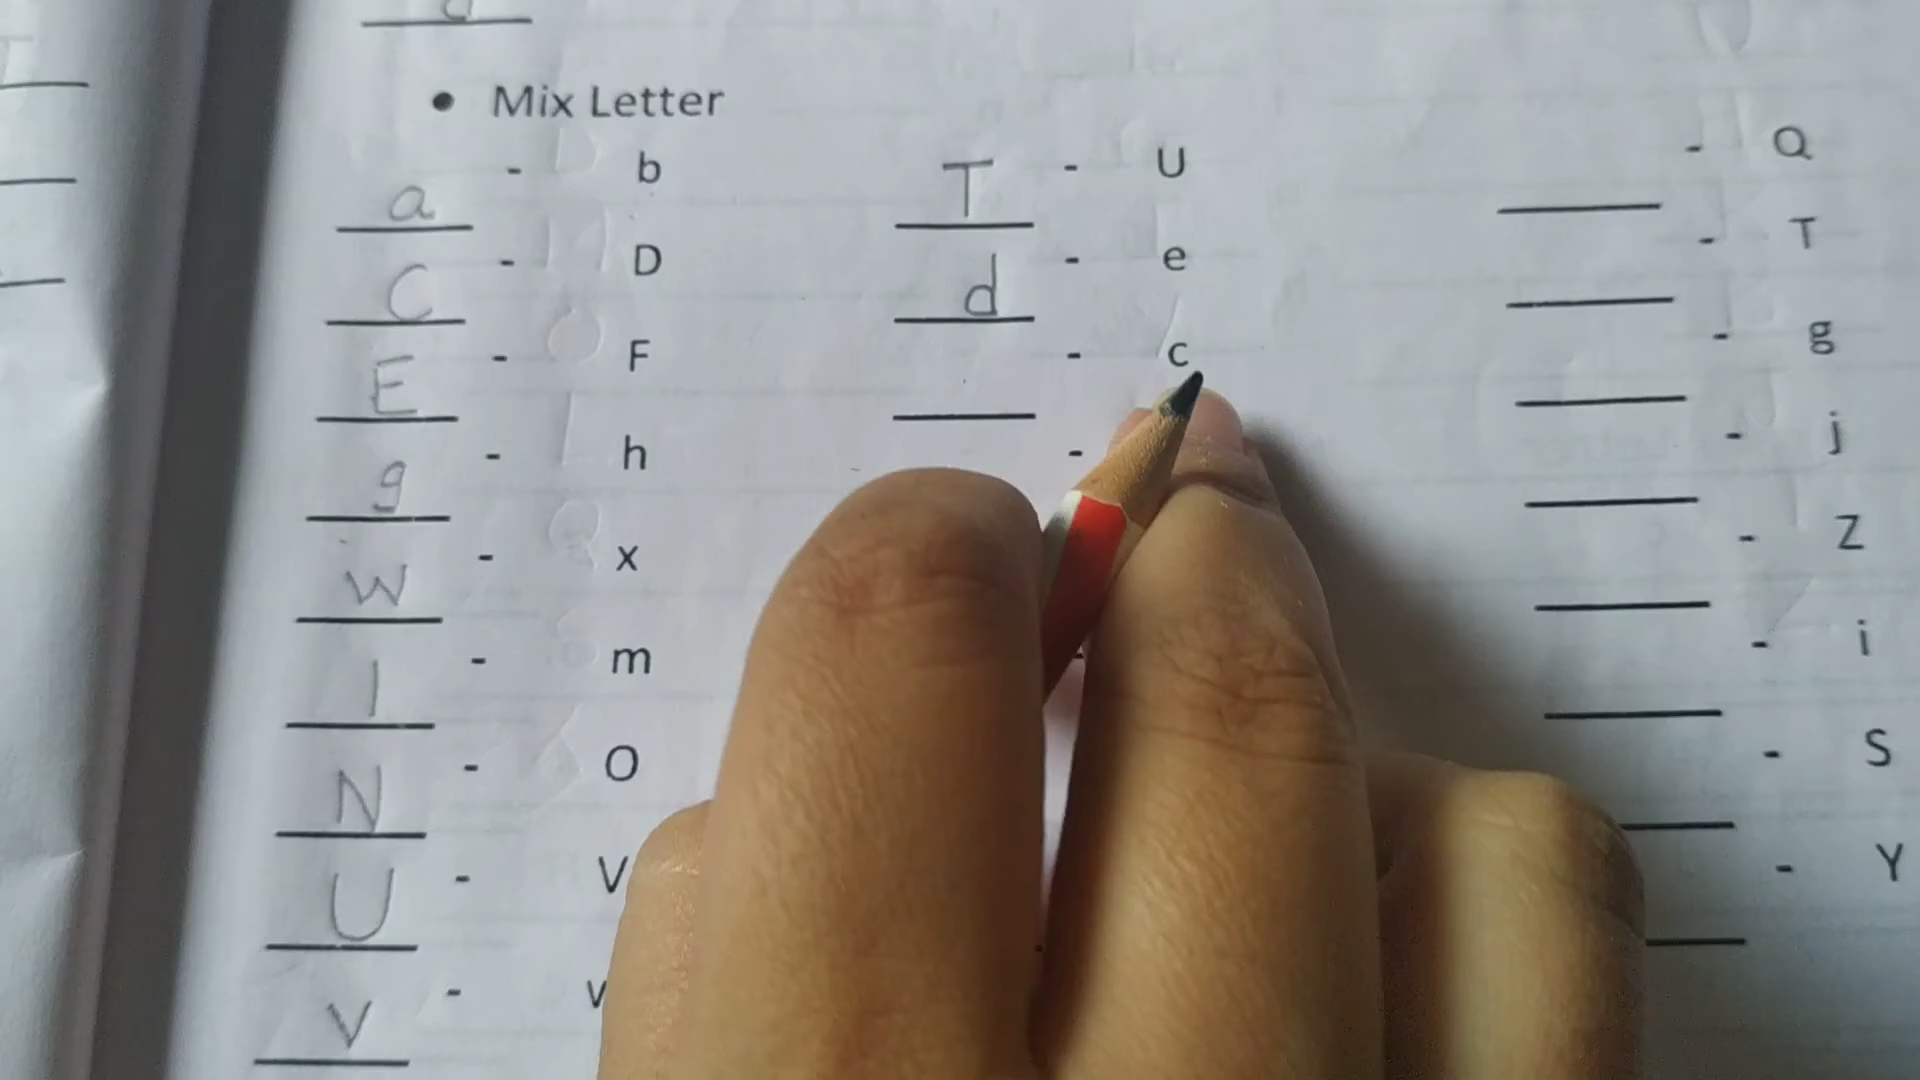 Mix Letter
a - b
C - D
E - F
g - h
W - x
l - m
N - O
U - V
v -
T - U
d - e
- c
-
- Q
- T
- g
- j
- Z
- i
- S
- Y